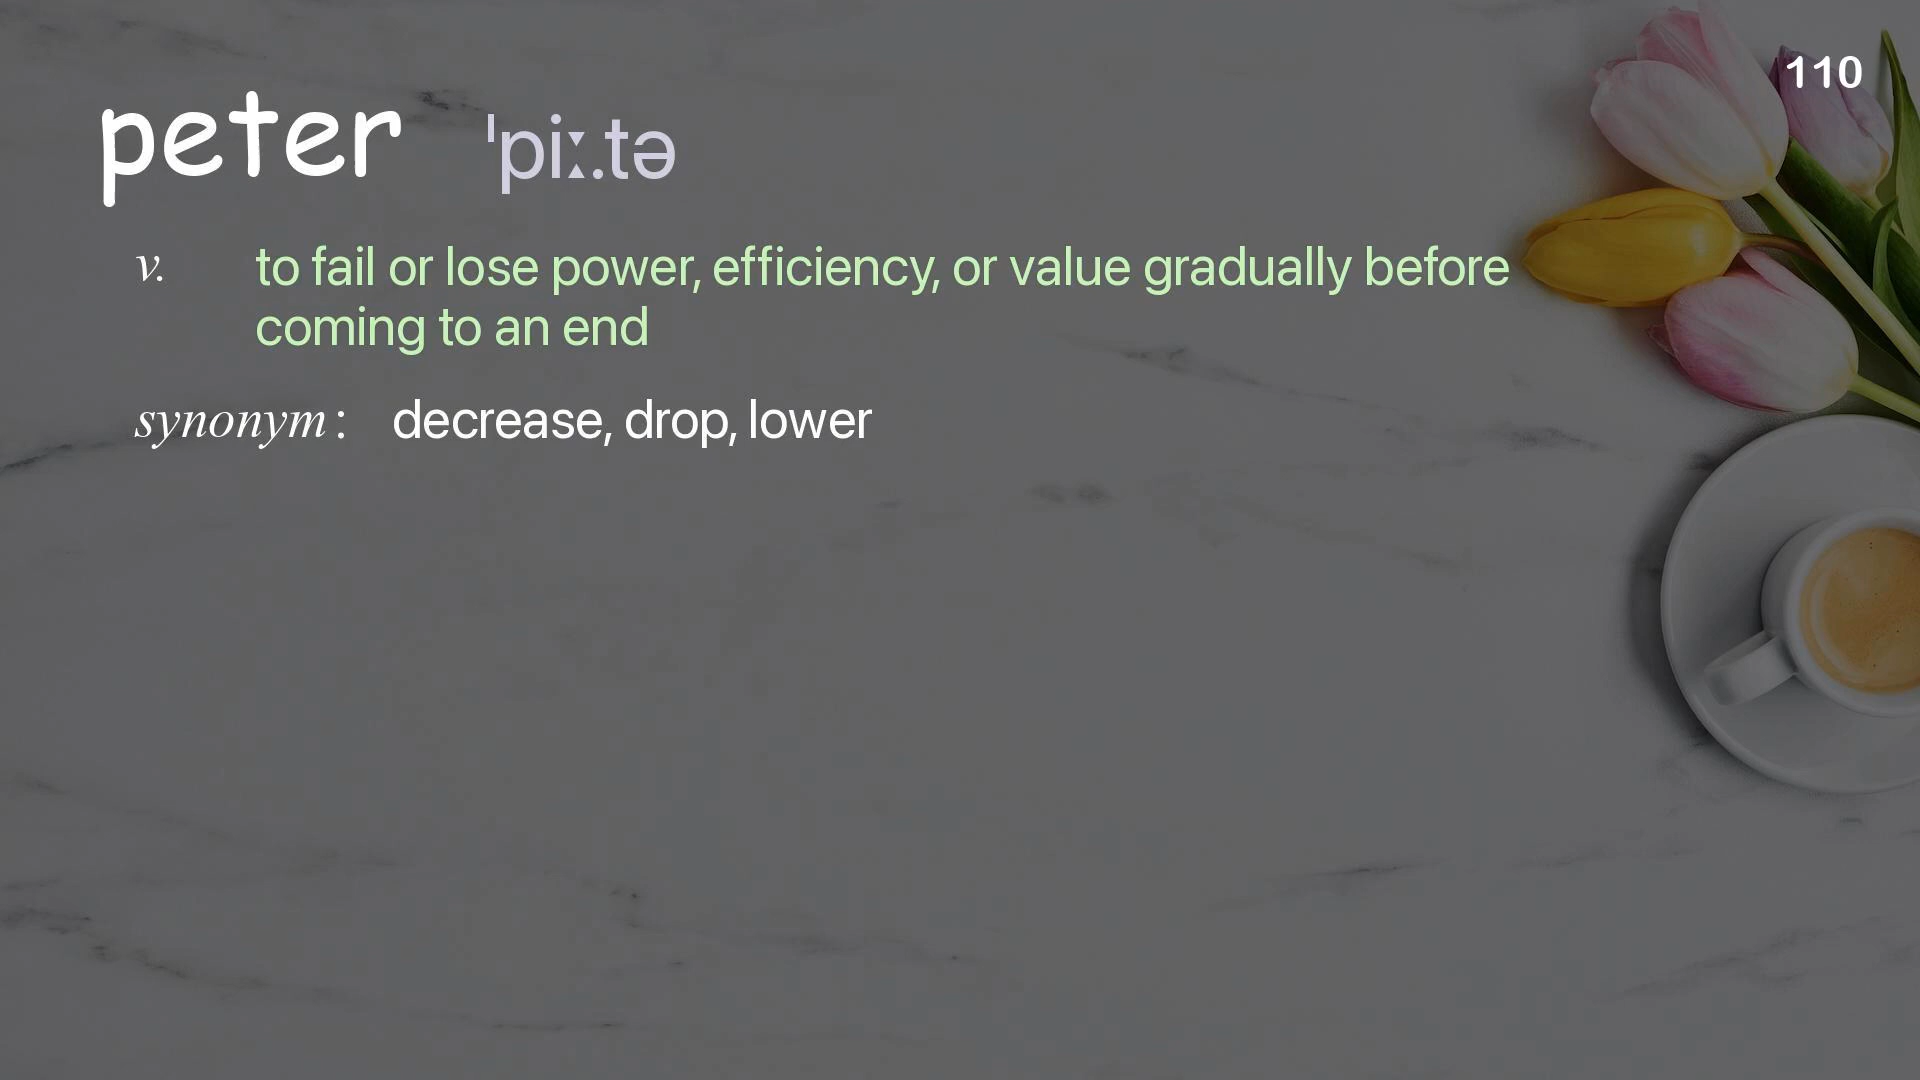 110
peter ˈpiː.tə
v. to fail or lose power, efficiency, or value gradually before
coming to an end
synonym : decrease, drop, lower